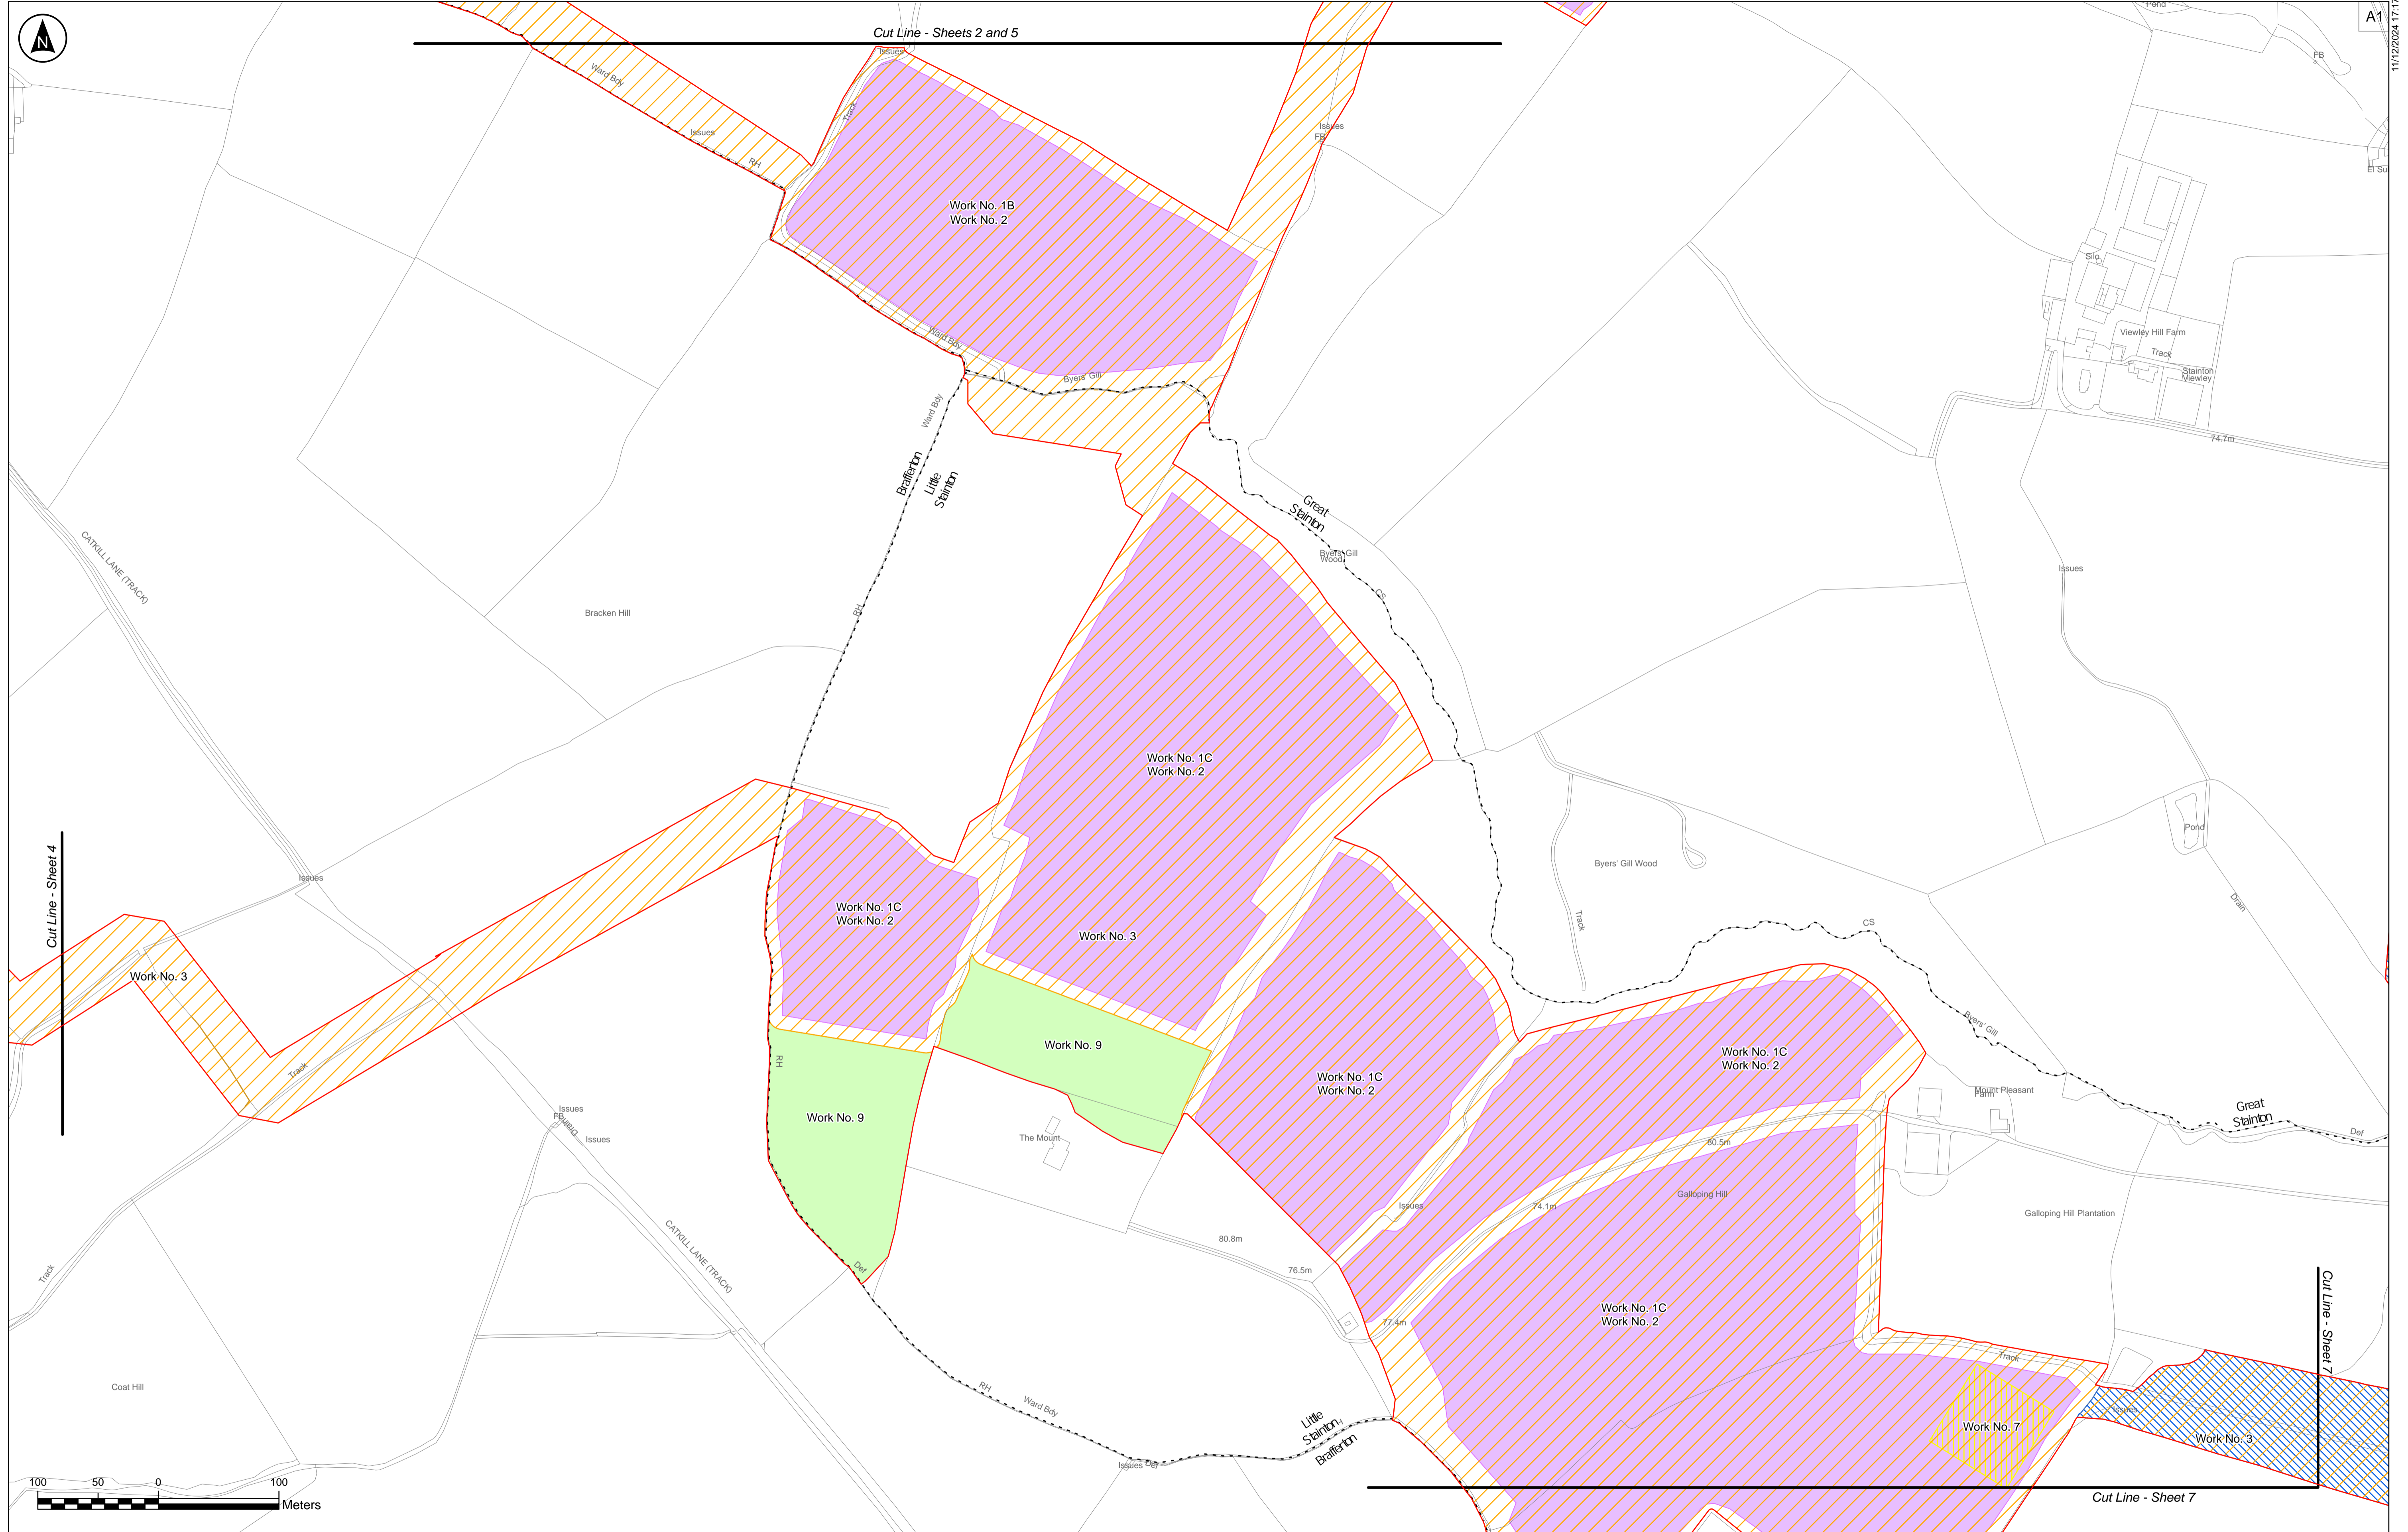 N
Cut Line - Sheets 2 and 5
Pond
A1
FB
Issues
Ward Bdy
Track
Issues
RH
Issues
FB
Work No. 1B
Work No. 2
Silo
Viewley Hill Farm
Track
Stainton
Viewley
74.7m
Ward Bdy
Byers' Gill
Ward Bdy
Brafferton
Little
Stainton
Great
Stainton
Byers' Gill
Wood
CS
Issues
CATKILL LANE (TRACK)
Bracken Hill
RH
Work No. 1C
Work No. 2
Pond
Byers' Gill Wood
Track
Drain
CS
Cut Line - Sheet 4
Issues
Work No. 1C
Work No. 2
Work No. 3
Work No. 3
Byers' Gill
Work No. 9
Work No. 1C
Work No. 2
RH
Track
Work No. 1C
Work No. 2
Mount Pleasant
Farm
Great
Stainton
Def
Issues
FB
Drain
Issues
Work No. 9
The Mount
80.5m
Galloping Hill
Issues
74.1m
Galloping Hill Plantation
80.8m
CATKILL LANE (TRACK)
Def
Track
76.5m
77.4m
Work No. 1C
Work No. 2
Cut Line - Sheet 7
Track
Coat Hill
RH
Ward Bdy
Little
Stainton
Brafferton
Issues
Work No. 7
Issues
Work No. 3
100 50 0 100
Meters
Cut Line - Sheet 7